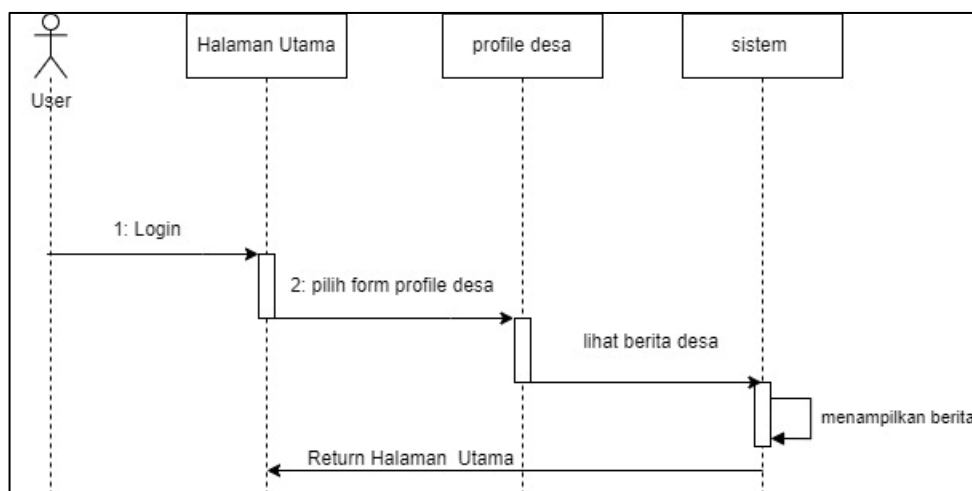 Halaman Utama
profile desa
sistem
User
1: Login
2: pilih form profile desa
lihat berita desa
menampilkan berita
Return Halaman Utama